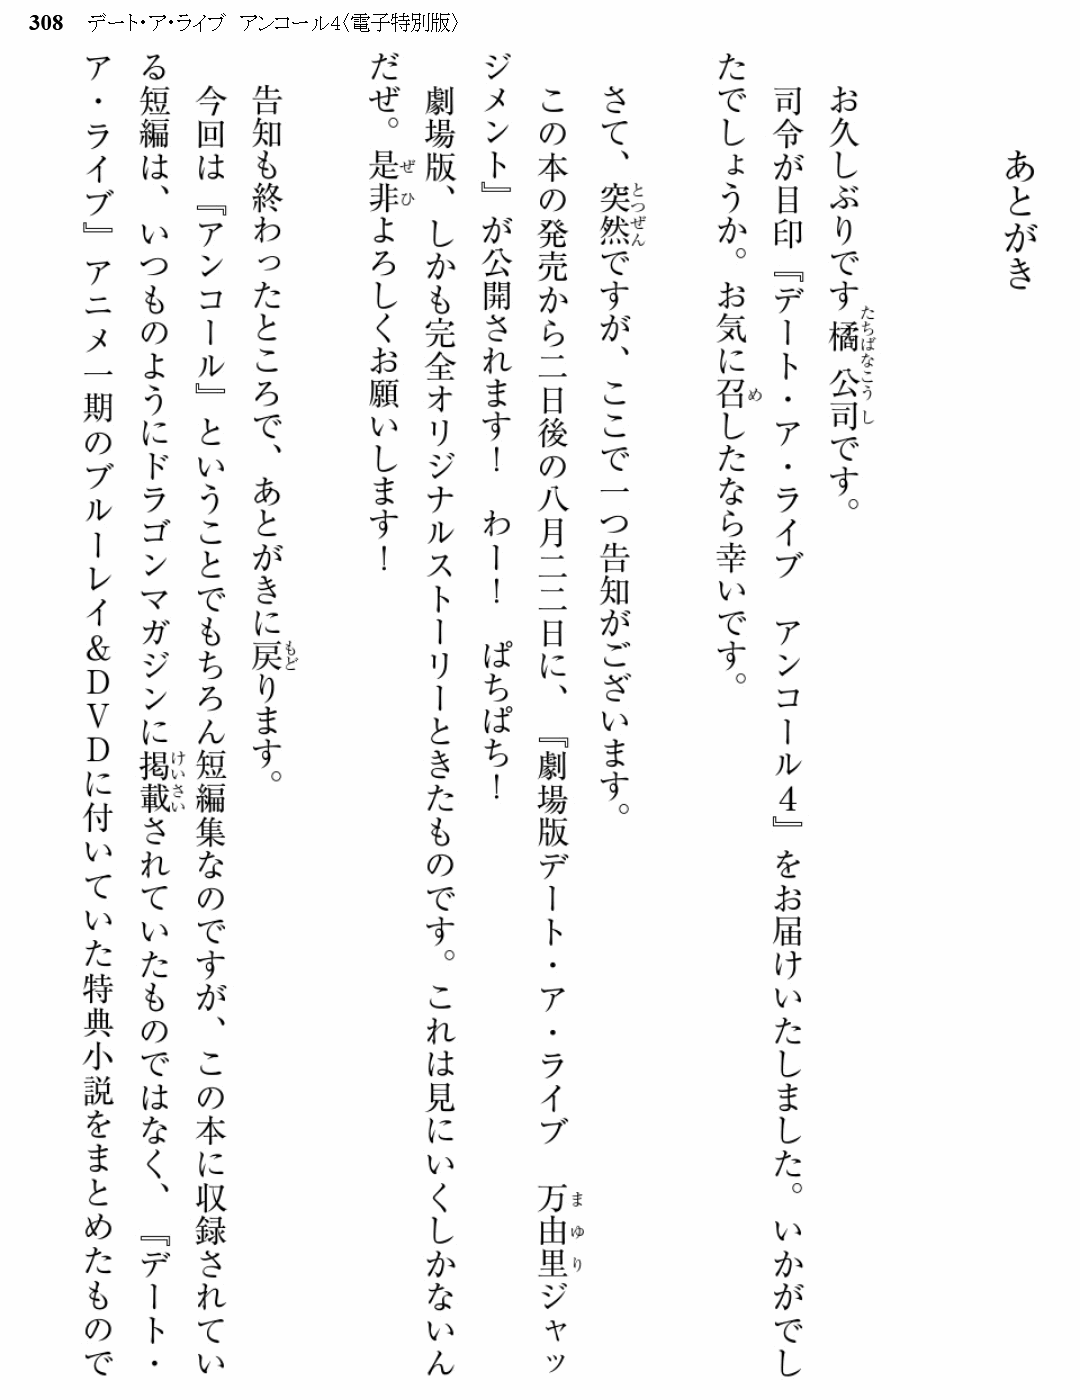 308 デート・ア・ライブ　アンコール4〈電子特別版〉
あとがき
お久しぶりです橘公司です。
司令が目印『デート・ア・ライブ　アンコール４』をお届けいたしました。いかがでし
たでしょうか。お気に召したなら幸いです。
さて、突然ですが、ここで一つ告知がございます。
この本の発売から二日後の八月二二日に、『劇場版デート・ア・ライブ　万由里ジャッ
ジメント』が公開されます！　わー！　ぱちぱち！
劇場版、しかも完全オリジナルストーリーときたものです。これは見にいくしかないん
だぜ。是非よろしくお願いします！
告知も終わったところで、あとがきに戻ります。
今回は『アンコール』ということでもちろん短編集なのですが、この本に収録されてい
る短編は、いつものようにドラゴンマガジンに掲載されていたものではなく、『デート・
ア・ライブ』アニメ一期のブルーレイ＆ＤＶＤに付いていた特典小説をまとめたもので